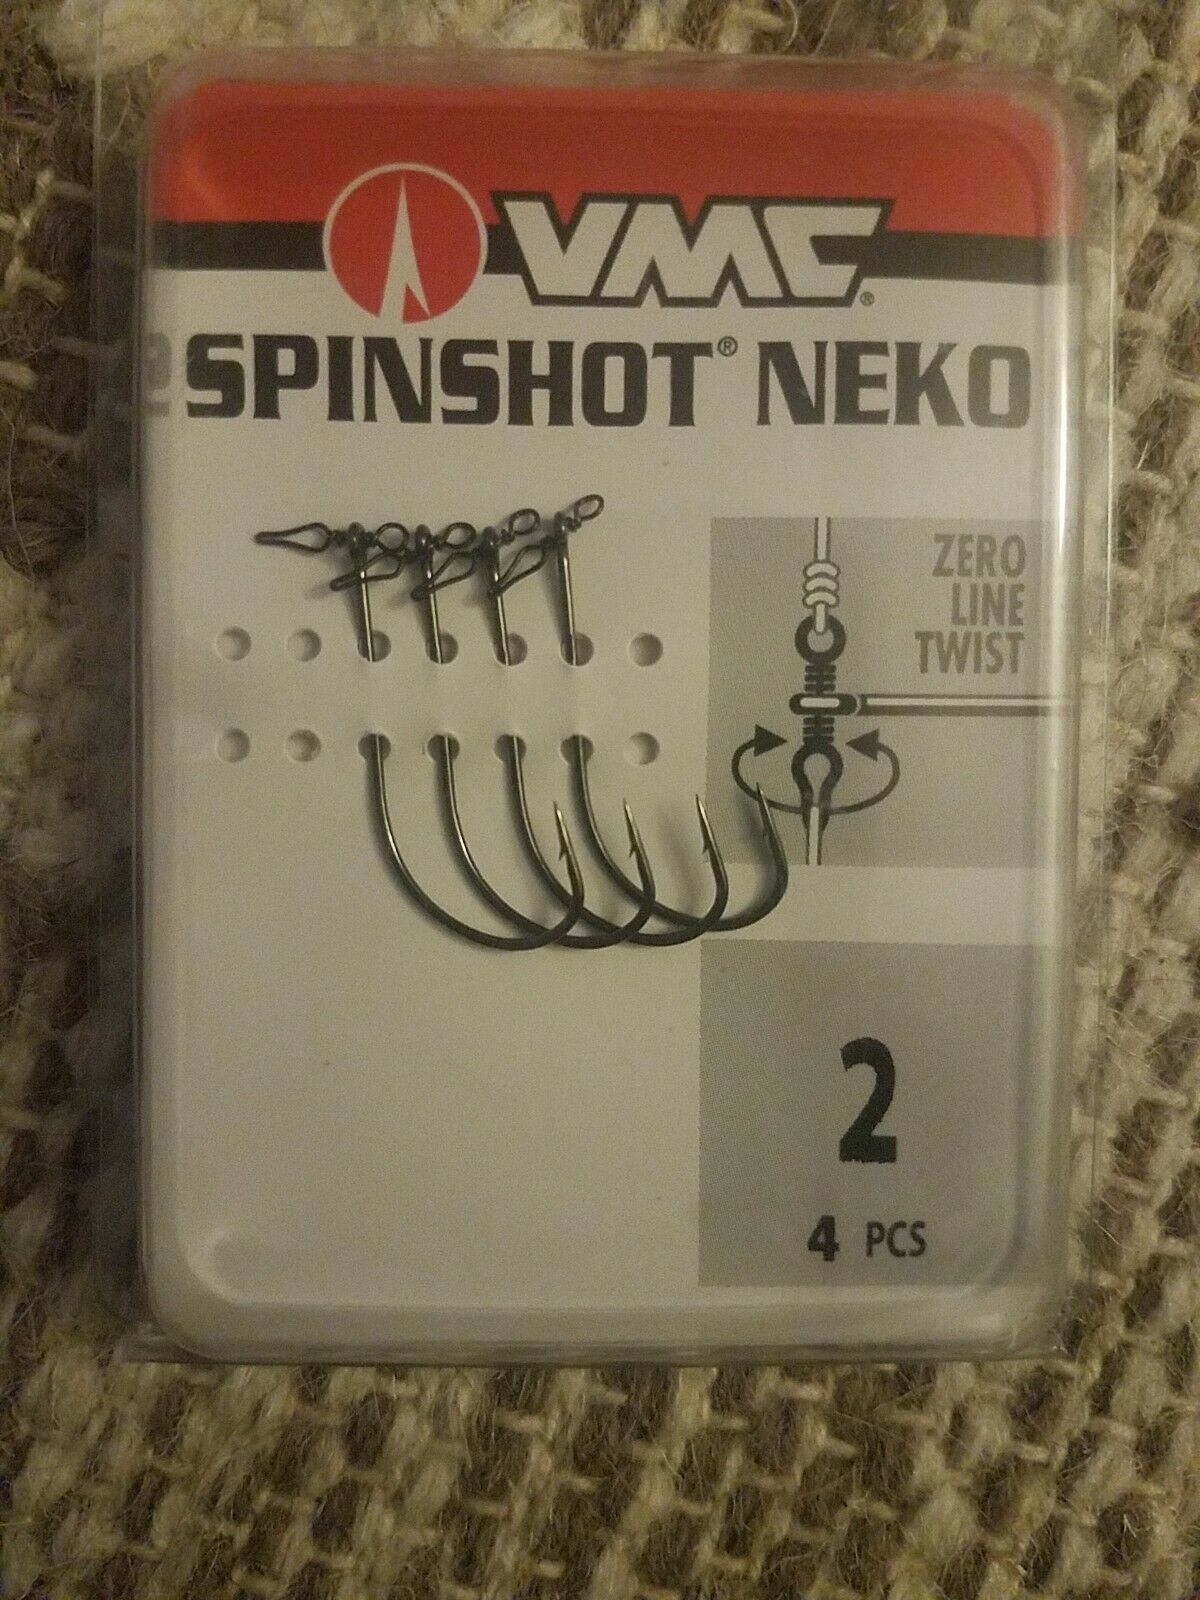 VMC®
SPINSHOT® NEKO
ZERO
LINE
TWIST
2
4 PCS